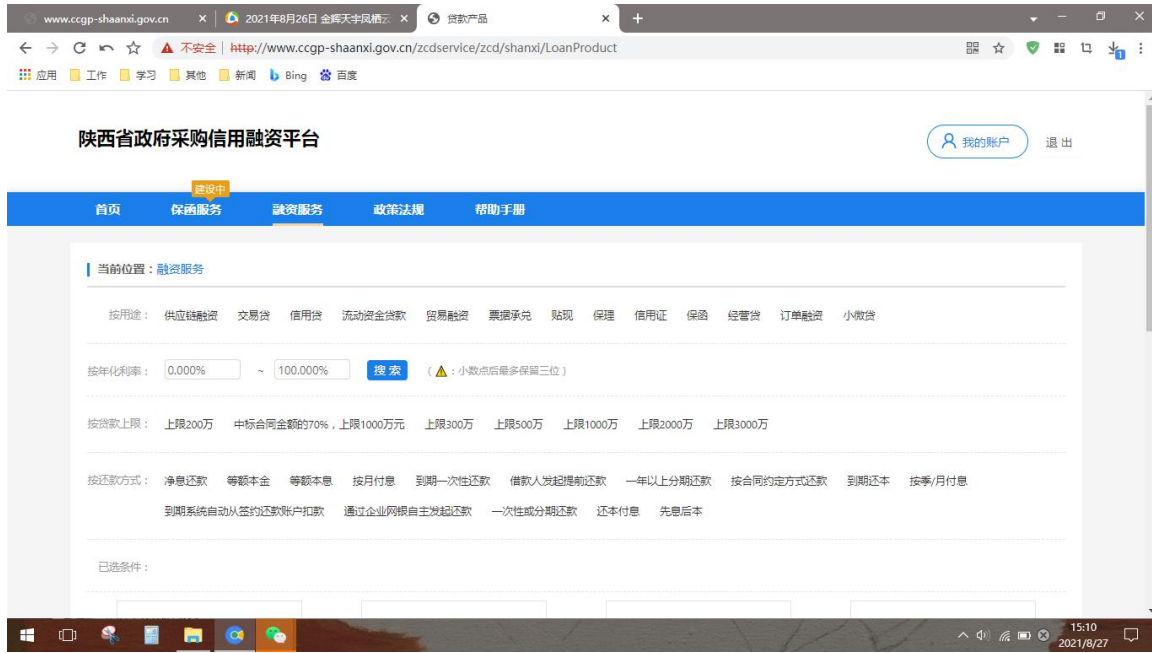 www.ccgp-shaanxi.gov.cn × 2021年8月26日 金辉天宇凤栖云 × 贷款产品 × +
不安全 | http://www.ccgp-shaanxi.gov.cn/zcdservice/zcd/shanxi/LoanProduct
应用 工作 学习 其他 新闻 Bing 百度
陕西省政府采购信用融资平台
我的账户 退出
建设中
首页 保函服务 融资服务 政策法规 帮助手册
当前位置：融资服务
按用途： 供应链融资 交易贷 信用贷 流动资金贷款 贸易融资 票据承兑 贴现 保理 信用证 保函 经营贷 订单融资 小微贷
按年化利率： 0.000% ~ 100.000% 搜索 （ ：小数点后最多保留三位）
按贷款上限： 上限200万 中标合同金额的70%，上限1000万元 上限300万 上限500万 上限1000万 上限2000万 上限3000万
按还款方式： 净息还款 等额本金 等额本息 按月付息 到期一次性还款 借款人发起提前还款 一年以上分期还款 按合同约定方式还款 到期还本 按季/月付息
到期系统自动从签约还款账户扣款 通过企业网银自主发起还款 一次性或分期还款 还本付息 先息后本
已选条件：
15:10
2021/8/27